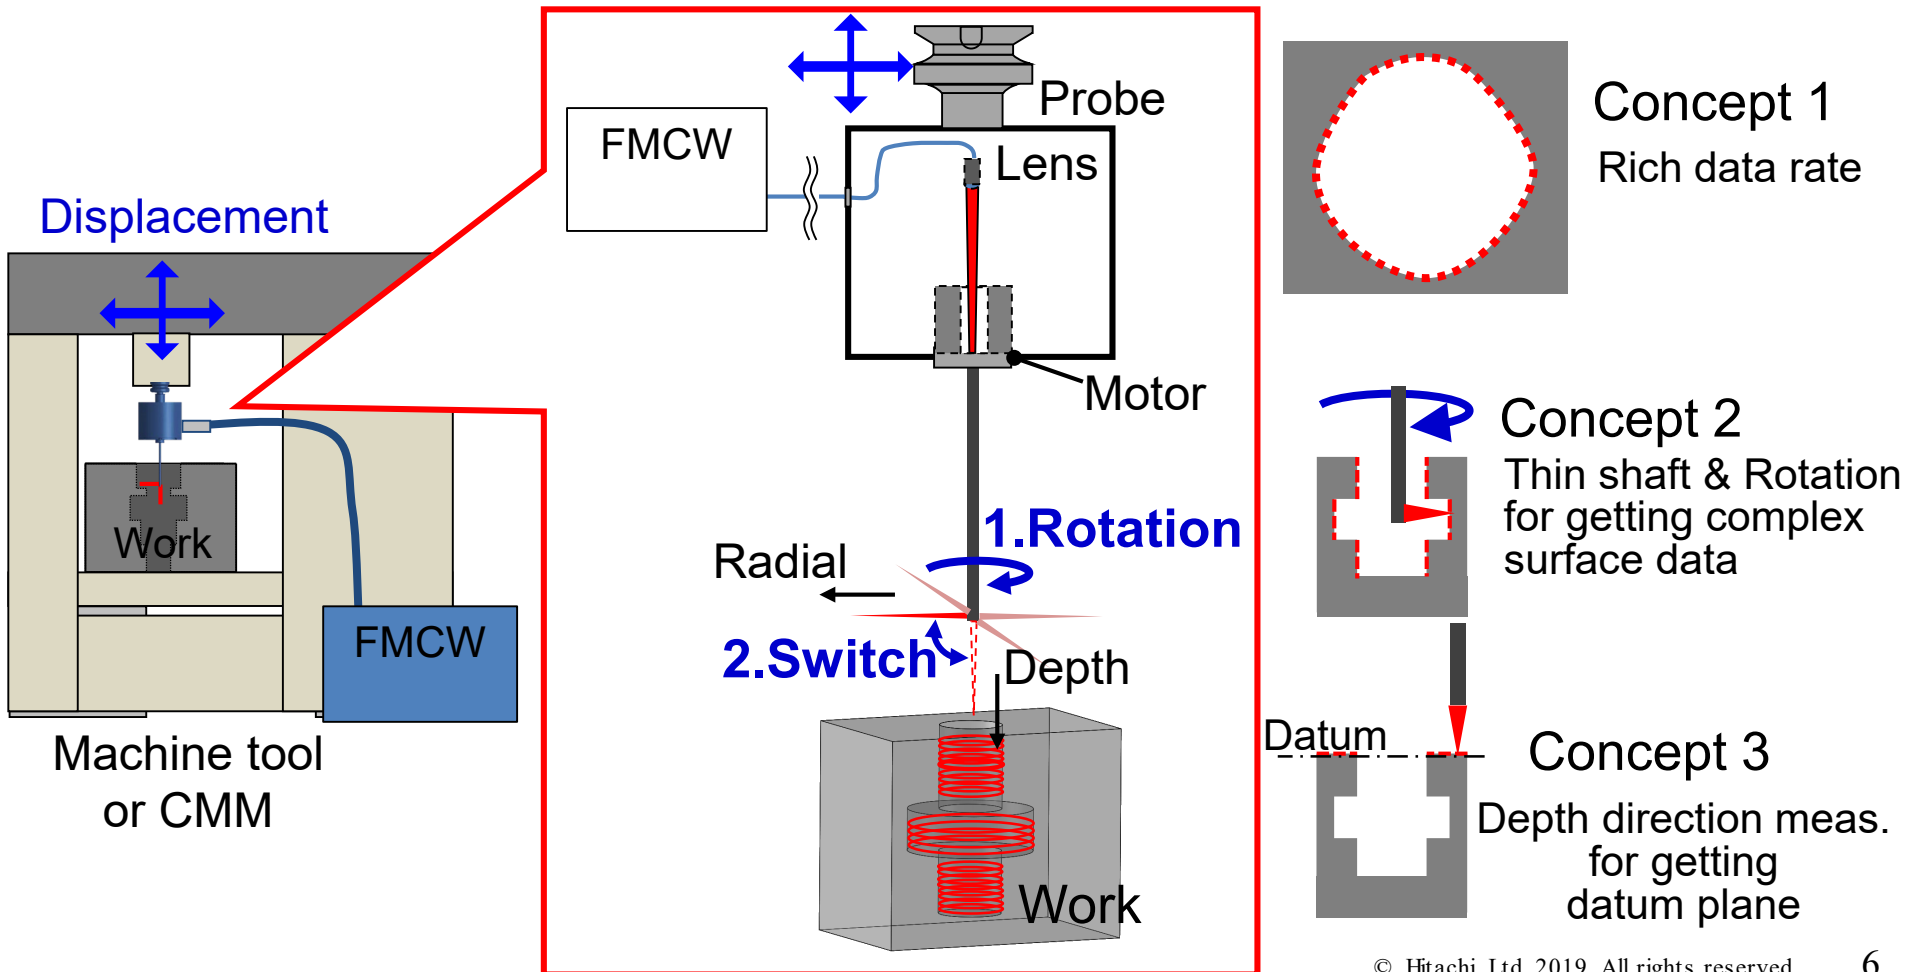 Displacement
FMCW
Work
Machine tool
or CMM
FMCW
Probe
Lens
Motor
1.Rotation
Radial
2.Switch
Depth
Work
Concept 1
Rich data rate
Concept 2
Thin shaft & Rotation
for getting complex
surface data
Datum
Concept 3
Depth direction meas.
for getting
datum plane
© Hitachi, Ltd. 2019. All rights reserved.
6